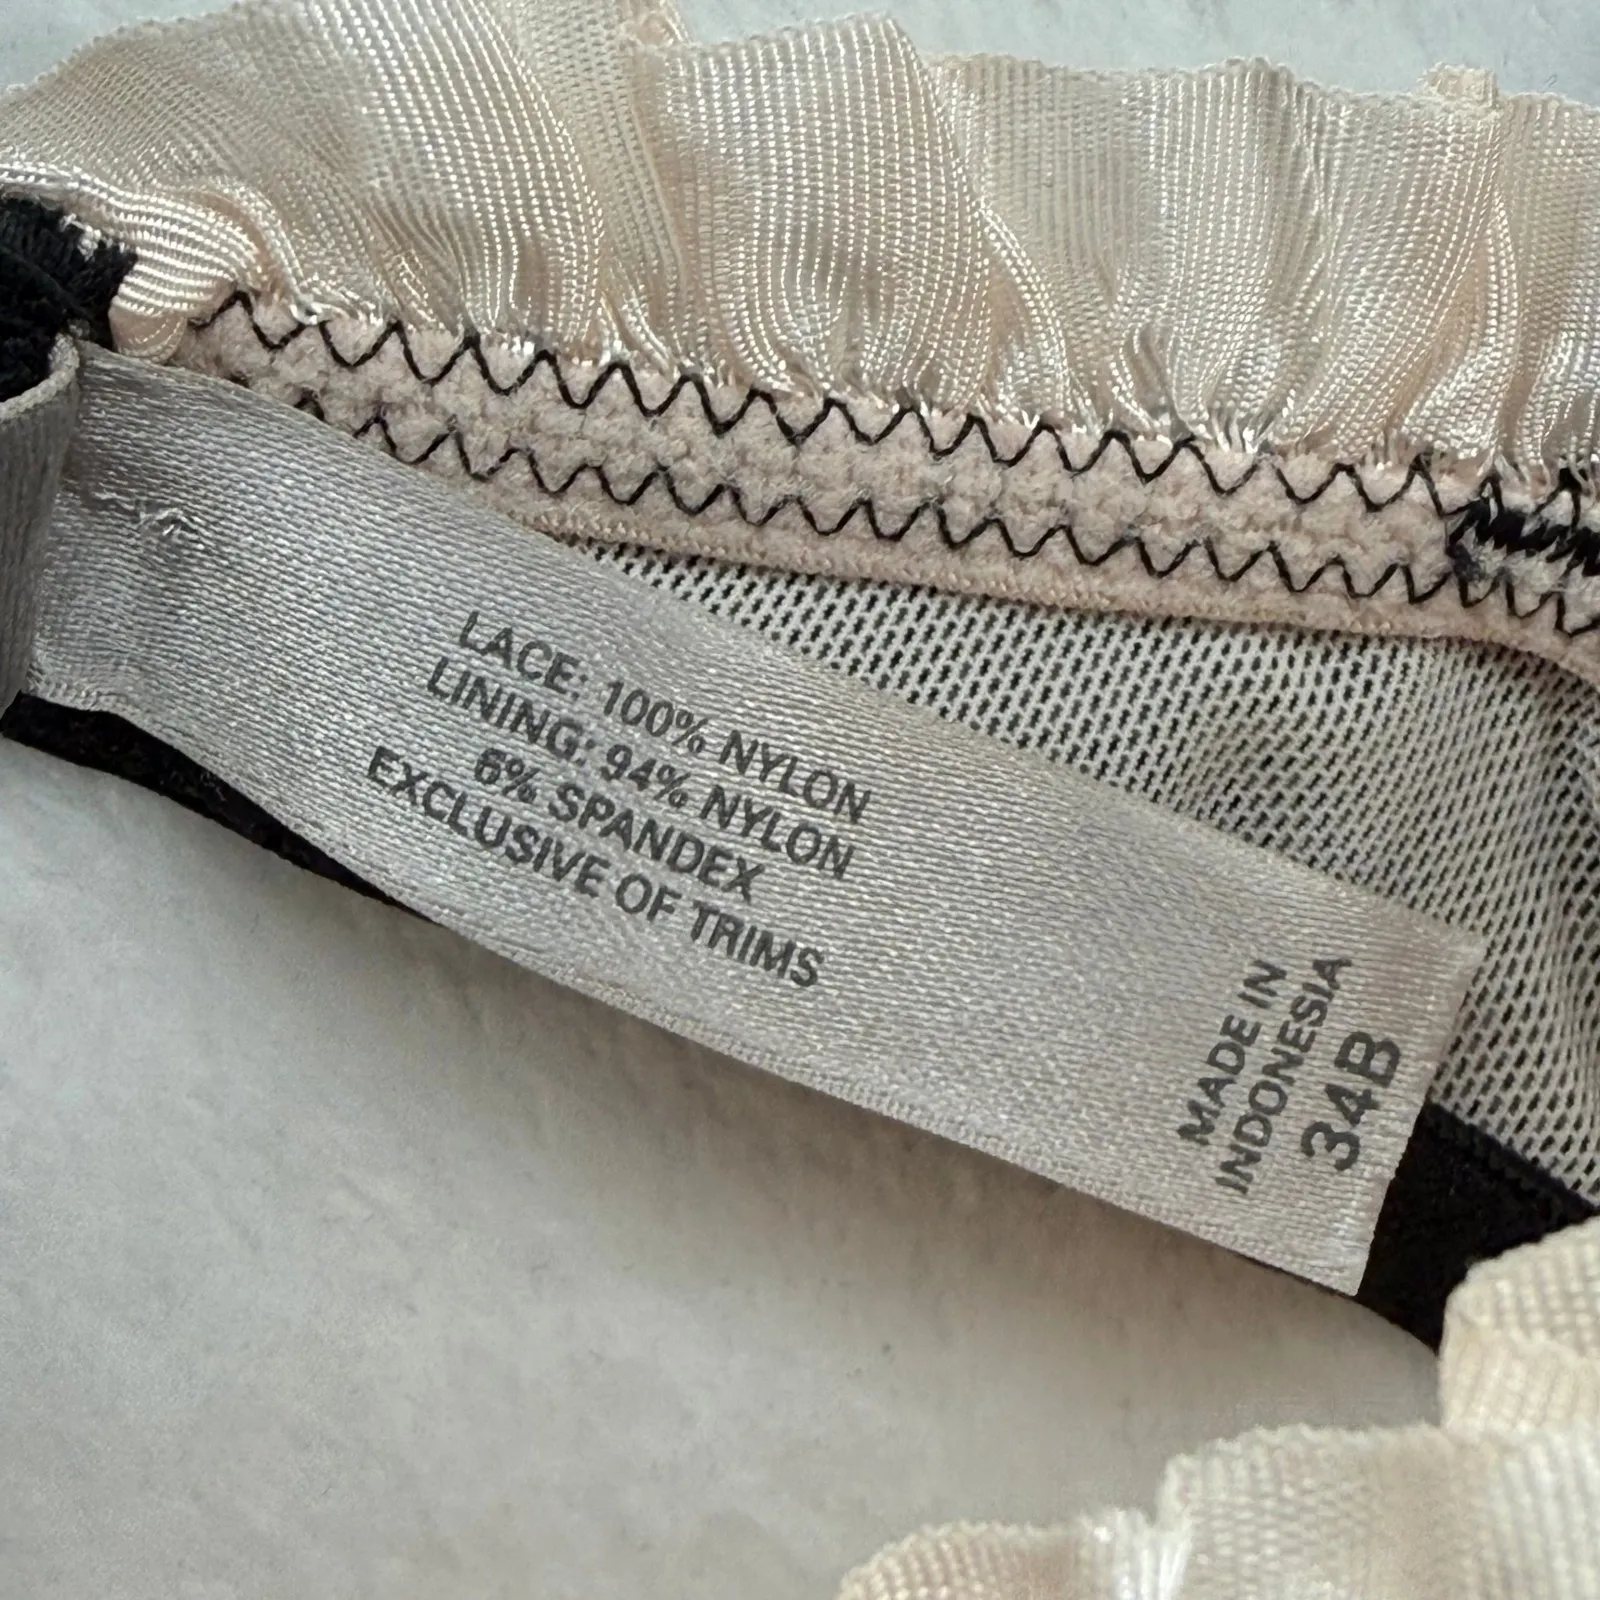 LACE: 100% NYLON
LINING: 94% NYLON
6% SPANDEX
EXCLUSIVE OF TRIMS
MADE IN
INDONESIA
34B